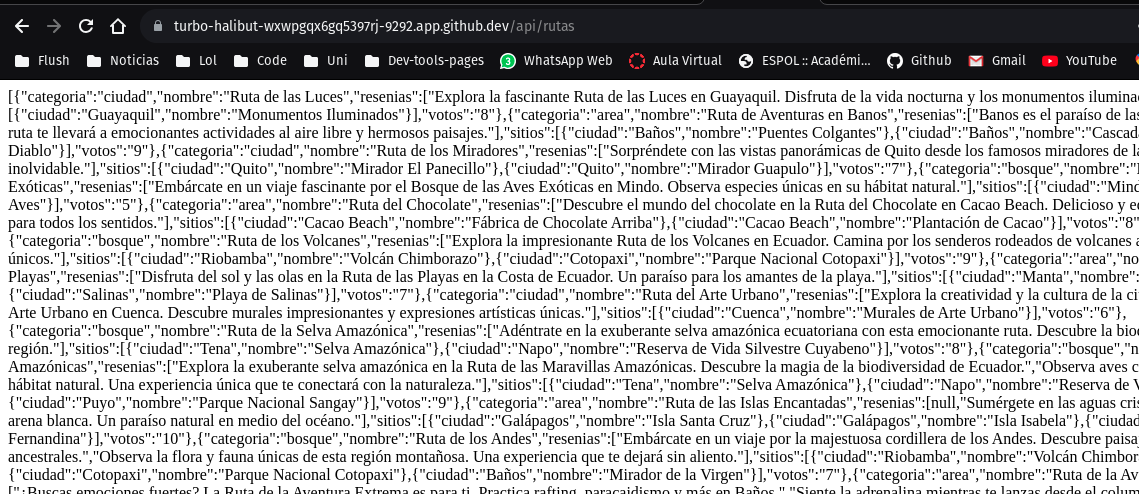 turbo-halibut-wxwpgqx6gq5397rj-9292.app.github.dev/api/rutas
Flush Noticias Lol Code Uni Dev-tools-pages WhatsApp Web Aula Virtual ESPOL :: Académi... Github Gmail YouTube
[{"categoria":"ciudad","nombre":"Ruta de las Luces","resenias":["Explora la fascinante Ruta de las Luces en Guayaquil. Disfruta de la vida nocturna y los monumentos
[{"ciudad":"Guayaquil","nombre":"Monumentos Iluminados"}],"votos":"8"},{"categoria":"area","nombre":"Ruta de Aventuras en Banos","resenias":["Banos es el paraíso de
ruta te llevará a emocionantes actividades al aire libre y hermosos paisajes."],"sitios":[{"ciudad":"Baños","nombre":"Puentes Colgantes"},{"ciudad":"Baños","nombre":
Diablo"}],"votos":"9"},{"categoria":"ciudad","nombre":"Ruta de los Miradores","resenias":["Sorpréndete con las vistas panorámicas de Quito desde los famosos miradores de
inolvidable."],"sitios":[{"ciudad":"Quito","nombre":"Mirador El Panecillo"},{"ciudad":"Quito","nombre":"Mirador Guapulo"}],"votos":"7"},{"categoria":"bosque","nombre":
Exóticas","resenias":["Embárcate en un viaje fascinante por el Bosque de las Aves Exóticas en Mindo. Observa especies únicas en su hábitat natural."],"sitios":[{"ciudad":
Aves"}],"votos":"5"},{"categoria":"area","nombre":"Ruta del Chocolate","resenias":["Descubre el mundo del chocolate en la Ruta del Chocolate en Cacao Beach. Delicioso y
para todos los sentidos."],"sitios":[{"ciudad":"Cacao Beach","nombre":"Fábrica de Chocolate Arriba"},{"ciudad":"Cacao Beach","nombre":"Plantación de Cacao"}],"votos":"8"
{"categoria":"bosque","nombre":"Ruta de los Volcanes","resenias":["Explora la impresionante Ruta de los Volcanes en Ecuador. Camina por los senderos rodeados de volcanes
únicos."],"sitios":[{"ciudad":"Riobamba","nombre":"Volcán Chimborazo"},{"ciudad":"Cotopaxi","nombre":"Parque Nacional Cotopaxi"}],"votos":"9"},{"categoria":"area",
Playas","resenias":["Disfruta del sol y las olas en la Ruta de las Playas en la Costa de Ecuador. Un paraíso para los amantes de la playa."],"sitios":[{"ciudad":"Manta","nombre":
{"ciudad":"Salinas","nombre":"Playa de Salinas"}],"votos":"7"},{"categoria":"ciudad","nombre":"Ruta del Arte Urbano","resenias":["Explora la creatividad y la cultura de la
Arte Urbano en Cuenca. Descubre murales impresionantes y expresiones artísticas únicas."],"sitios":[{"ciudad":"Cuenca","nombre":"Murales de Arte Urbano"}],"votos":"6"},
{"categoria":"bosque","nombre":"Ruta de la Selva Amazónica","resenias":["Adéntrate en la exuberante selva amazónica ecuatoriana con esta emocionante ruta. Descubre la
región."],"sitios":[{"ciudad":"Tena","nombre":"Selva Amazónica"},{"ciudad":"Napo","nombre":"Reserva de Vida Silvestre Cuyabeno"}],"votos":"8"},{"categoria":"bosque",
Amazónicas","resenias":["Explora la exuberante selva amazónica en la Ruta de las Maravillas Amazónicas. Descubre la magia de la biodiversidad de Ecuador.","Observa aves
hábitat natural. Una experiencia única que te conectará con la naturaleza."],"sitios":[{"ciudad":"Tena","nombre":"Selva Amazónica"},{"ciudad":"Napo","nombre":"Reserva de
{"ciudad":"Puyo","nombre":"Parque Nacional Sangay"}],"votos":"9"},{"categoria":"area","nombre":"Ruta de las Islas Encantadas","resenias":[null,"Sumérgete en las aguas
arena blanca. Un paraíso natural en medio del océano."],"sitios":[{"ciudad":"Galápagos","nombre":"Isla Santa Cruz"},{"ciudad":"Galápagos","nombre":"Isla Isabela"},
Fernandina"}],"votos":"10"},{"categoria":"bosque","nombre":"Ruta de los Andes","resenias":["Embárcate en un viaje por la majestuosa cordillera de los Andes. Descubre
ancestrales.","Observa la flora y fauna únicas de esta región montañosa. Una experiencia que te dejará sin aliento."],"sitios":[{"ciudad":"Riobamba","nombre":"Volcán
{"ciudad":"Cotopaxi","nombre":"Parque Nacional Cotopaxi"},{"ciudad":"Baños","nombre":"Mirador de la Virgen"}],"votos":"7"},{"categoria":"area","nombre":"Ruta de la
["¿Buscas emociones fuertes? La Ruta de la Aventura Extrema es para ti. Practica rafting, paracaidismo y más en Baños.","Siente la adrenalina mientras te lanzas desde el